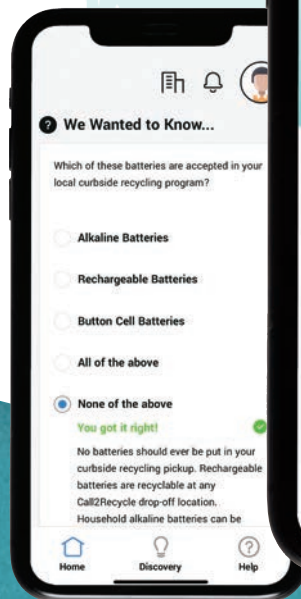 We Wanted to Know...
Which of these batteries are accepted in your
local curbside recycling program?
Alkaline Batteries
Rechargeable Batteries
Button Cell Batteries
All of the above
None of the above
You got it right!
No batteries should ever be put in your
curbside recycling pickup. Rechargeable
batteries are recyclable at any
Call2Recycle drop-off location.
Household alkaline batteries can be
Home Discovery Help